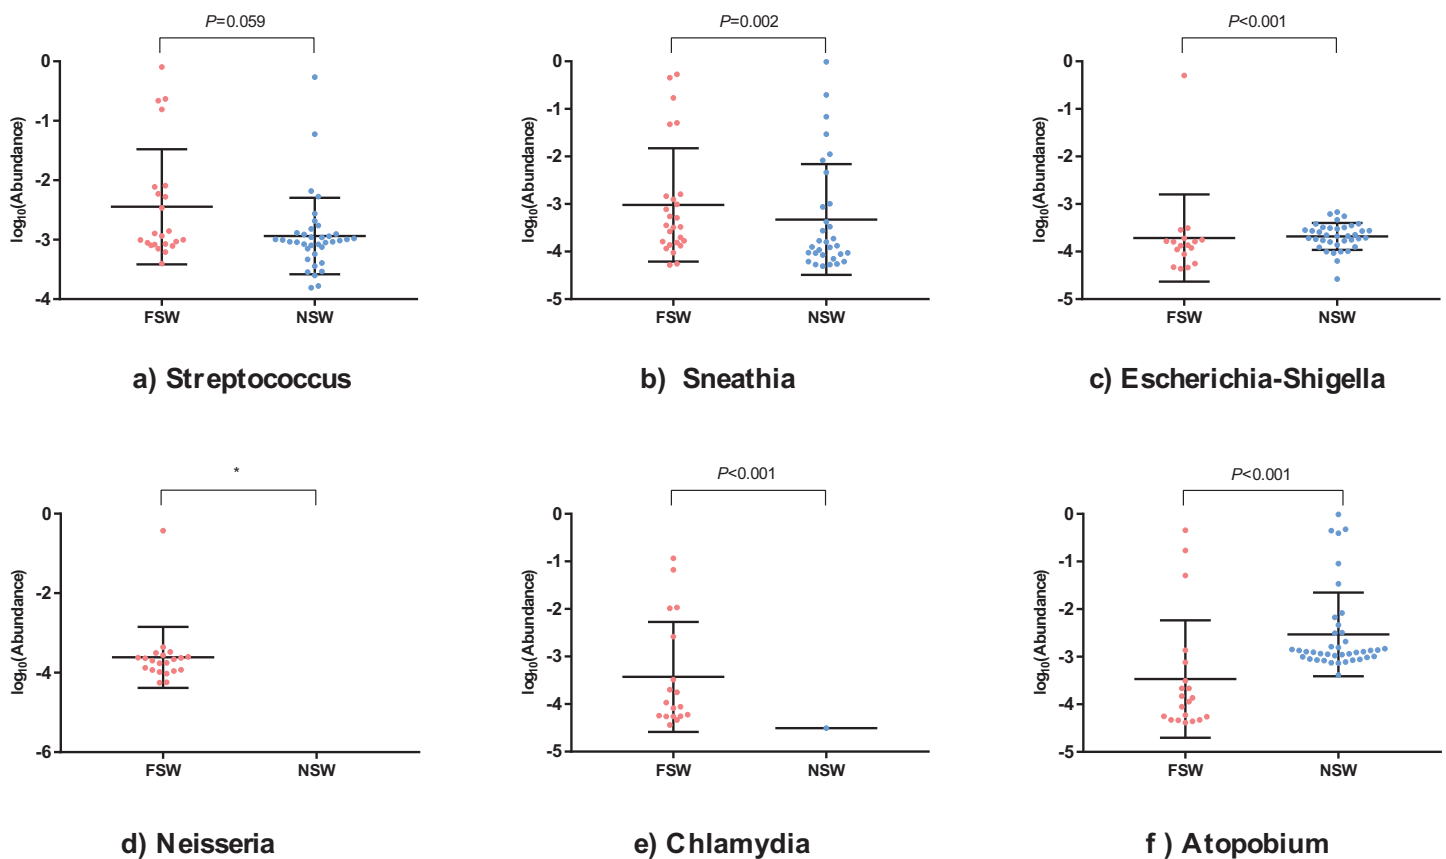 P=0.059
log10(Abundance)
0
-1
-2
-3
-4
FSW
NSW
a) Streptococcus
P=0.002
log10(Abundance)
0
-1
-2
-3
-4
-5
FSW
NSW
b) Sneathia
P<0.001
log10(Abundance)
0
-1
-2
-3
-4
-5
FSW
NSW
c) Escherichia-Shigella
*
log10(Abundance)
0
-2
-4
-6
FSW
NSW
d) Neisseria
P<0.001
log10(Abundance)
0
-1
-2
-3
-4
-5
FSW
NSW
e) Chlamydia
P<0.001
log10(Abundance)
0
-1
-2
-3
-4
-5
FSW
NSW
f ) Atopobium